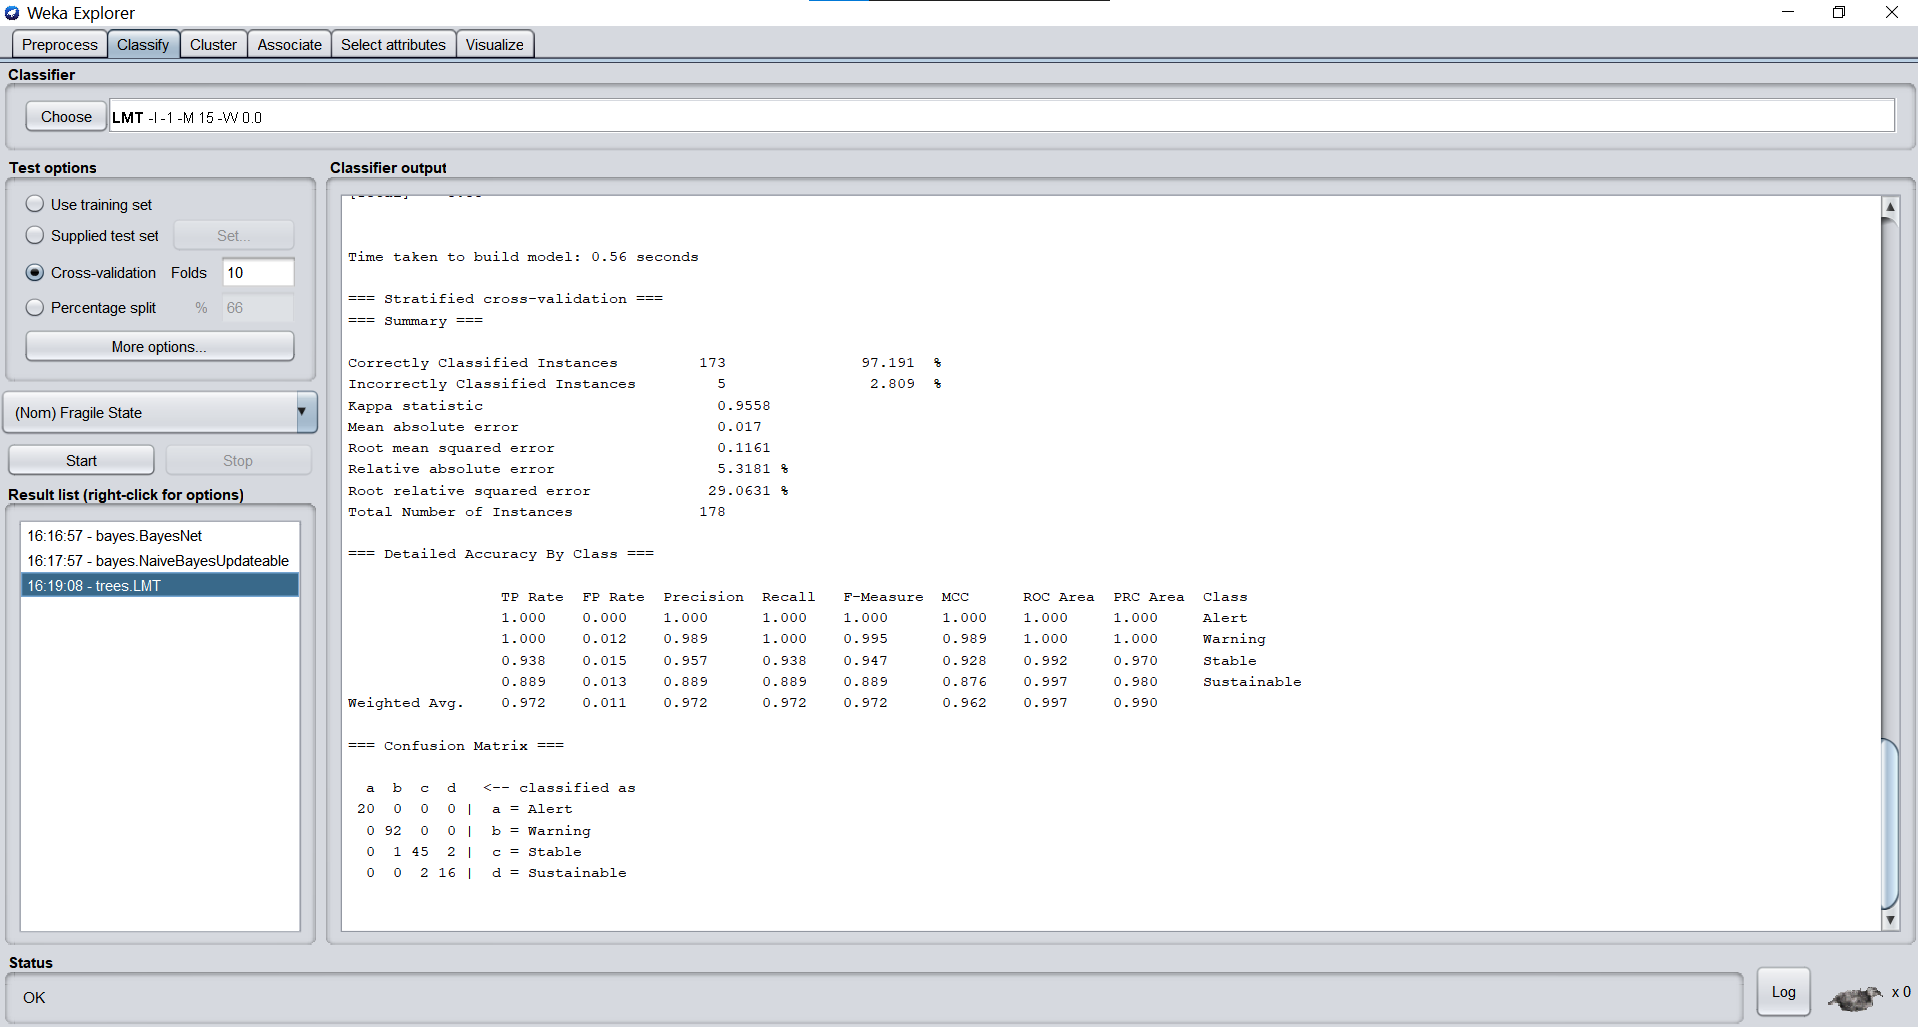 Weka Explorer
Preprocess Classify Cluster Associate Select attributes Visualize
Classifier
Choose LMT -I -1 -M 15 -W 0.0
Test options
Use training set
Supplied test set Set...
Cross-validation Folds 10
Percentage split % 66
More options...
(Nom) Fragile State
Start Stop
Result list (right-click for options)
16:16:57 - bayes.BayesNet
16:17:57 - bayes.NaiveBayesUpdateable
16:19:08 - trees.LMT
Classifier output
Time taken to build model: 0.56 seconds
=== Stratified cross-validation ===
=== Summary ===
Correctly Classified Instances 173 97.191 %
Incorrectly Classified Instances 5 2.809 %
Kappa statistic 0.9558
Mean absolute error 0.017
Root mean squared error 0.1161
Relative absolute error 5.3181 %
Root relative squared error 29.0631 %
Total Number of Instances 178
=== Detailed Accuracy By Class ===
TP Rate FP Rate Precision Recall F-Measure MCC ROC Area PRC Area Class
1.000 0.000 1.000 1.000 1.000 1.000 1.000 1.000 Alert
1.000 0.012 0.989 1.000 0.995 0.989 1.000 1.000 Warning
0.938 0.015 0.957 0.938 0.947 0.928 0.992 0.970 Stable
0.889 0.013 0.889 0.889 0.889 0.876 0.997 0.980 Sustainable
Weighted Avg. 0.972 0.011 0.972 0.972 0.972 0.962 0.997 0.990
=== Confusion Matrix ===
a b c d <-- classified as
20 0 0 0 | a = Alert
0 92 0 0 | b = Warning
0 1 45 2 | c = Stable
0 0 2 16 | d = Sustainable
Status
OK
Log x 0